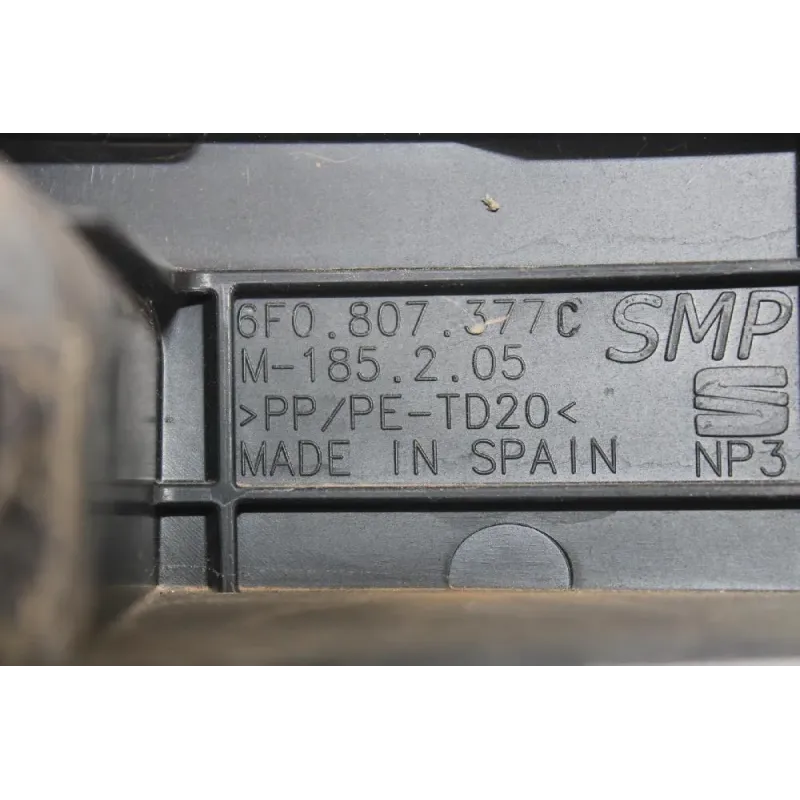 6F0.807.377C
SMP
M-185.2.05
>PP/PE-TD20<
MADE IN SPAIN
NP3